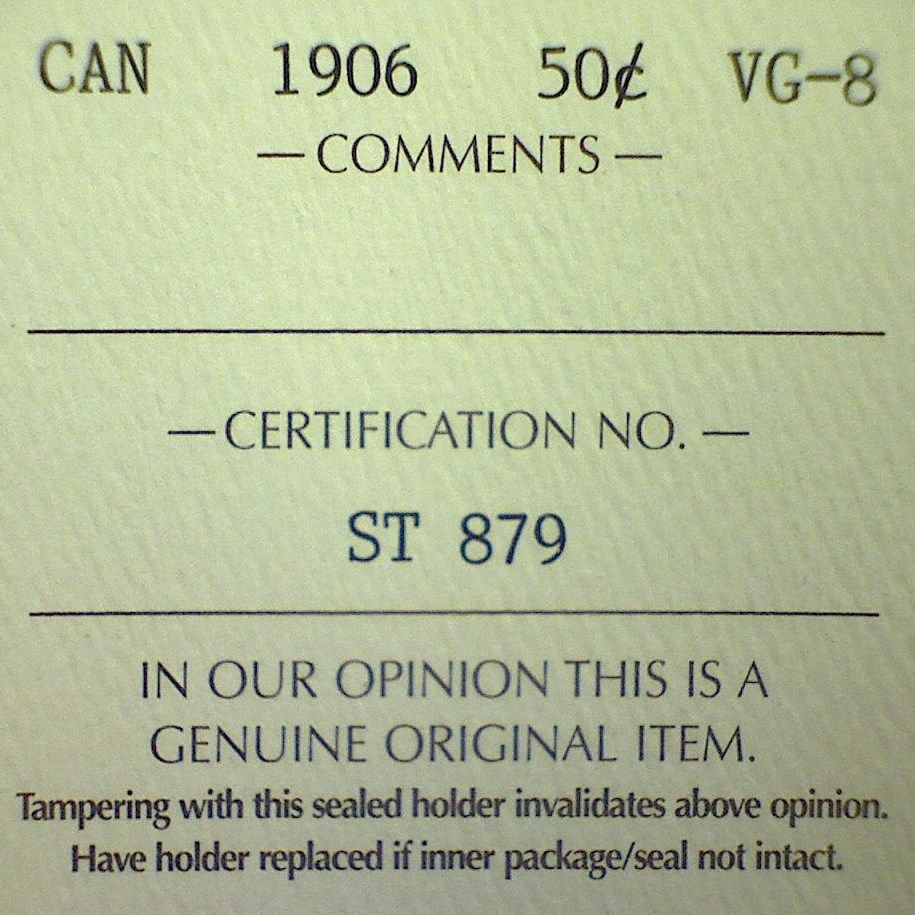 CAN 1906 50¢ VG-8
— COMMENTS —
— CERTIFICATION NO. —
ST 879
IN OUR OPINION THIS IS A
GENUINE ORIGINAL ITEM.
Tampering with this sealed holder invalidates above opinion.
Have holder replaced if inner package/seal not intact.